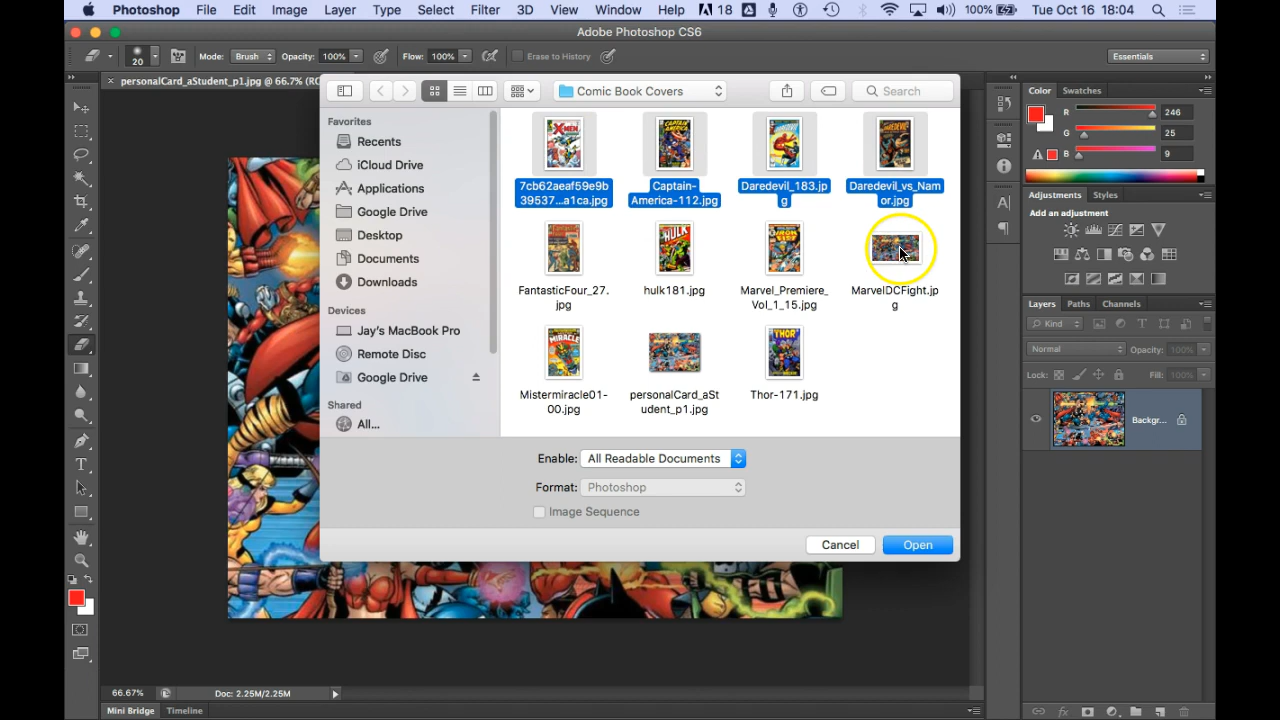 Photoshop File Edit Image Layer Type Select Filter 3D View Window Help 18 100% Tue Oct 16 18:04
Adobe Photoshop CS6
20 Mode: Brush Opacity: 100% Flow: 100% Erase to History Essentials
personalCard_aStudent_p1.jpg @ 66.7% (RG
Comic Book Covers
Search
Favorites
Recents
iCloud Drive
Applications
Google Drive
Desktop
Documents
Downloads
Devices
Jay's MacBook Pro
Remote Disc
Google Drive
Shared
All...
7cb62aeaf59e9b
39537...a1ca.jpg
Captain-
America-112.jpg
Daredevil_183.jp
g
Daredevil_vs_Nam
or.jpg
FantasticFour_27.
jpg
hulk181.jpg
Marvel_Premiere_
Vol_1_15.jpg
MarvelDCFight.jp
g
Mistermiracle01-
00.jpg
personalCard_aSt
udent_p1.jpg
Thor-171.jpg
Enable: All Readable Documents
Format: Photoshop
Image Sequence
Cancel Open
Color Swatches
R 246
G 25
B 9
Adjustments Styles
Add an adjustment
Layers Paths Channels
Kind
Normal Opacity: 100%
Lock: Fill: 100%
Backgr...
66.67% Doc: 2.25M/2.25M
Mini Bridge Timeline